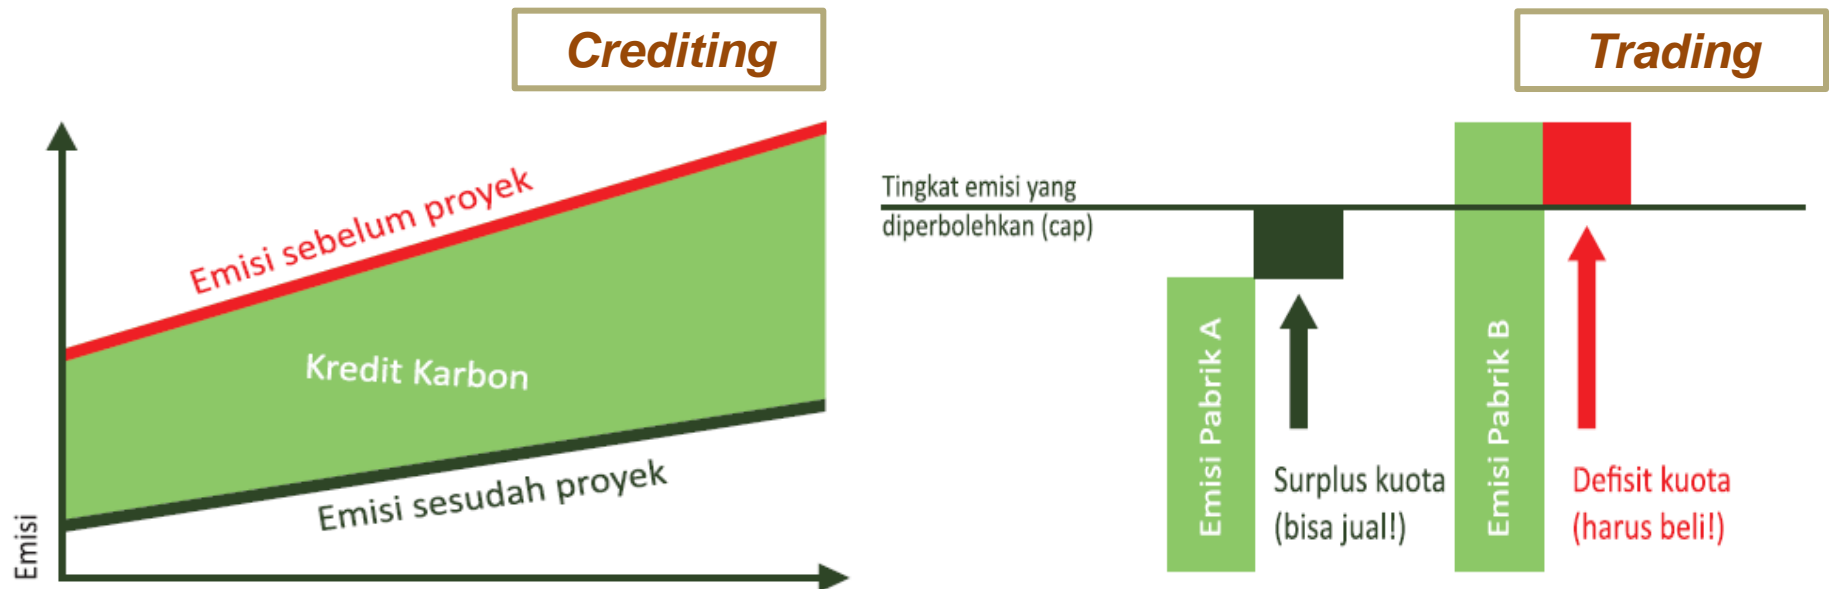 Crediting
Emisi sebelum proyek
Kredit Karbon
Emisi sesudah proyek
Emisi
Trading
Tingkat emisi yang
diperbolehkan (cap)
Emisi Pabrik A
Surplus kuota
(bisa jual!)
Emisi Pabrik B
Defisit kuota
(harus beli!)